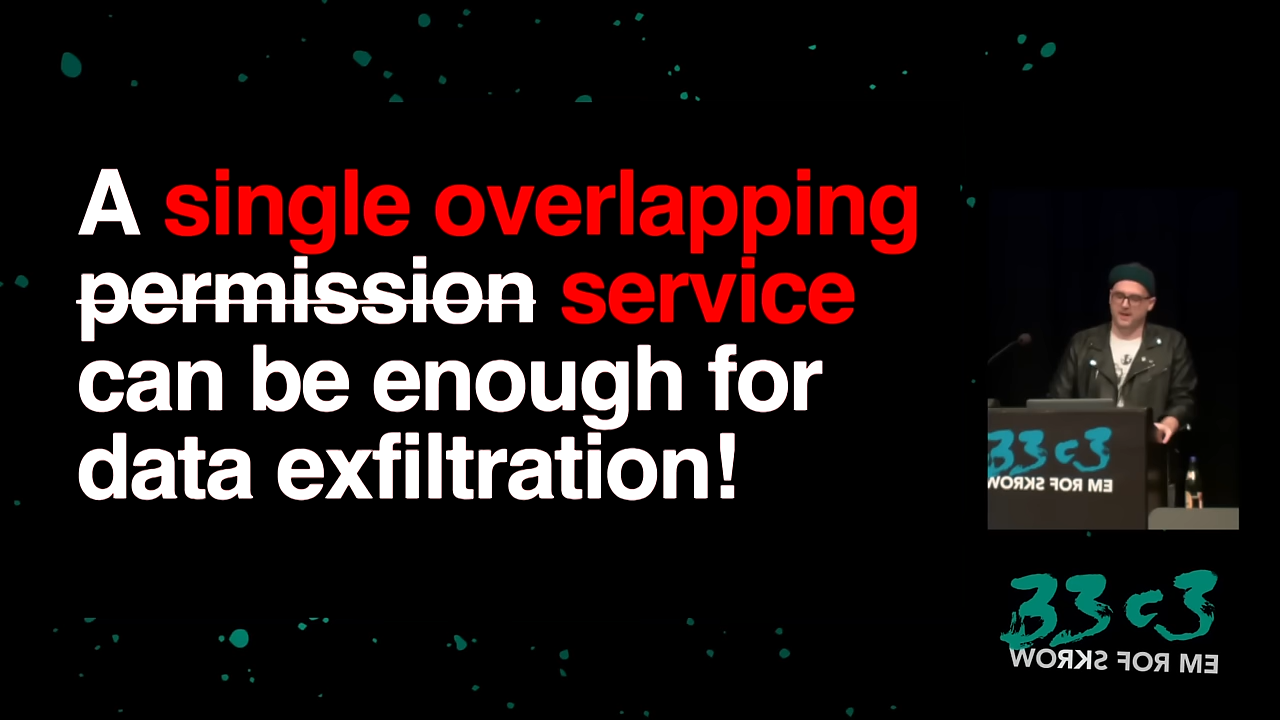 A single overlapping
permission service
can be enough for
data exfiltration!
33c3
WORKS FOR ME
33c3
WORKS FOR ME